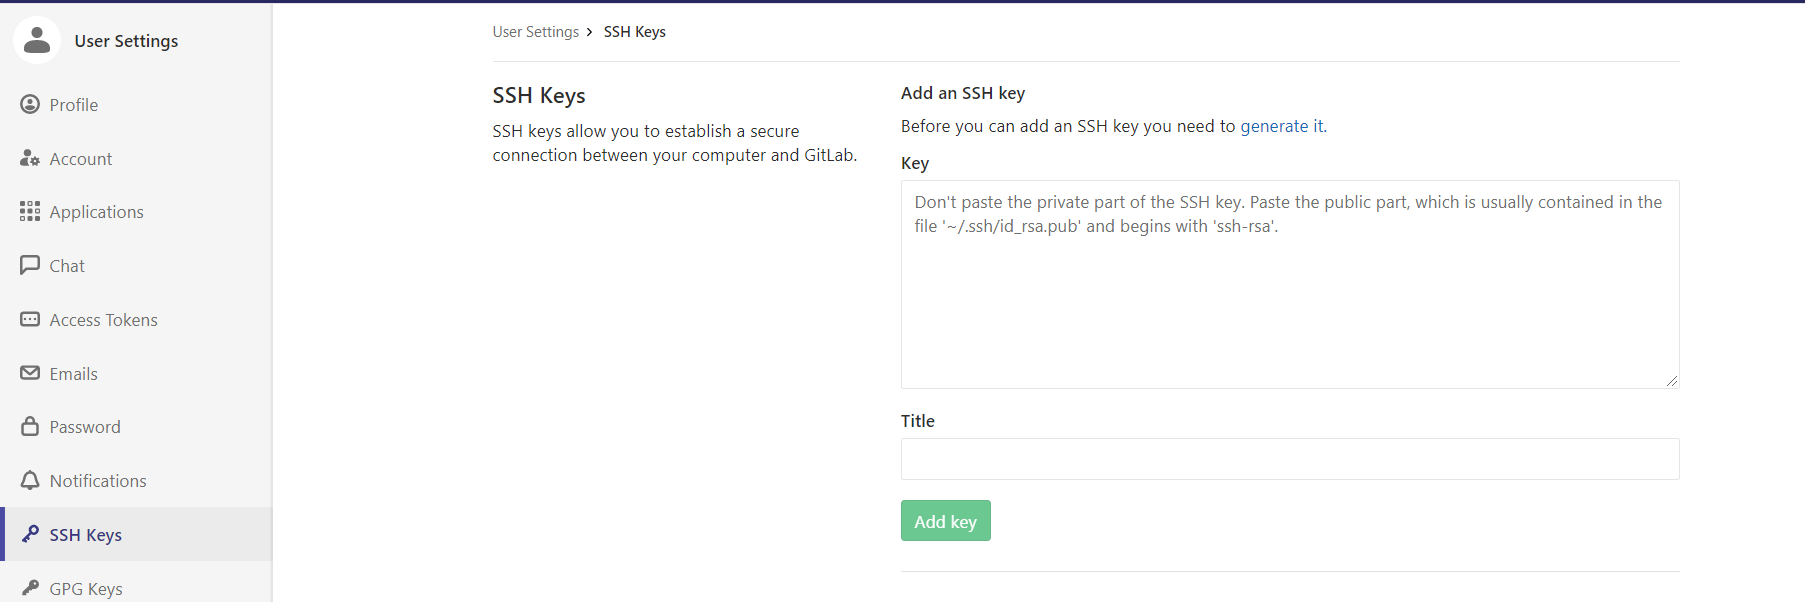 User Settings
Profile
Account
Applications
Chat
Access Tokens
Emails
Password
Notifications
SSH Keys
GPG Keys
User Settings > SSH Keys
SSH Keys
SSH keys allow you to establish a secure
connection between your computer and GitLab.
Add an SSH key
Before you can add an SSH key you need to generate it.
Key
Don't paste the private part of the SSH key. Paste the public part, which is usually contained in the
file '~/.ssh/id_rsa.pub' and begins with 'ssh-rsa'.
Title
Add key